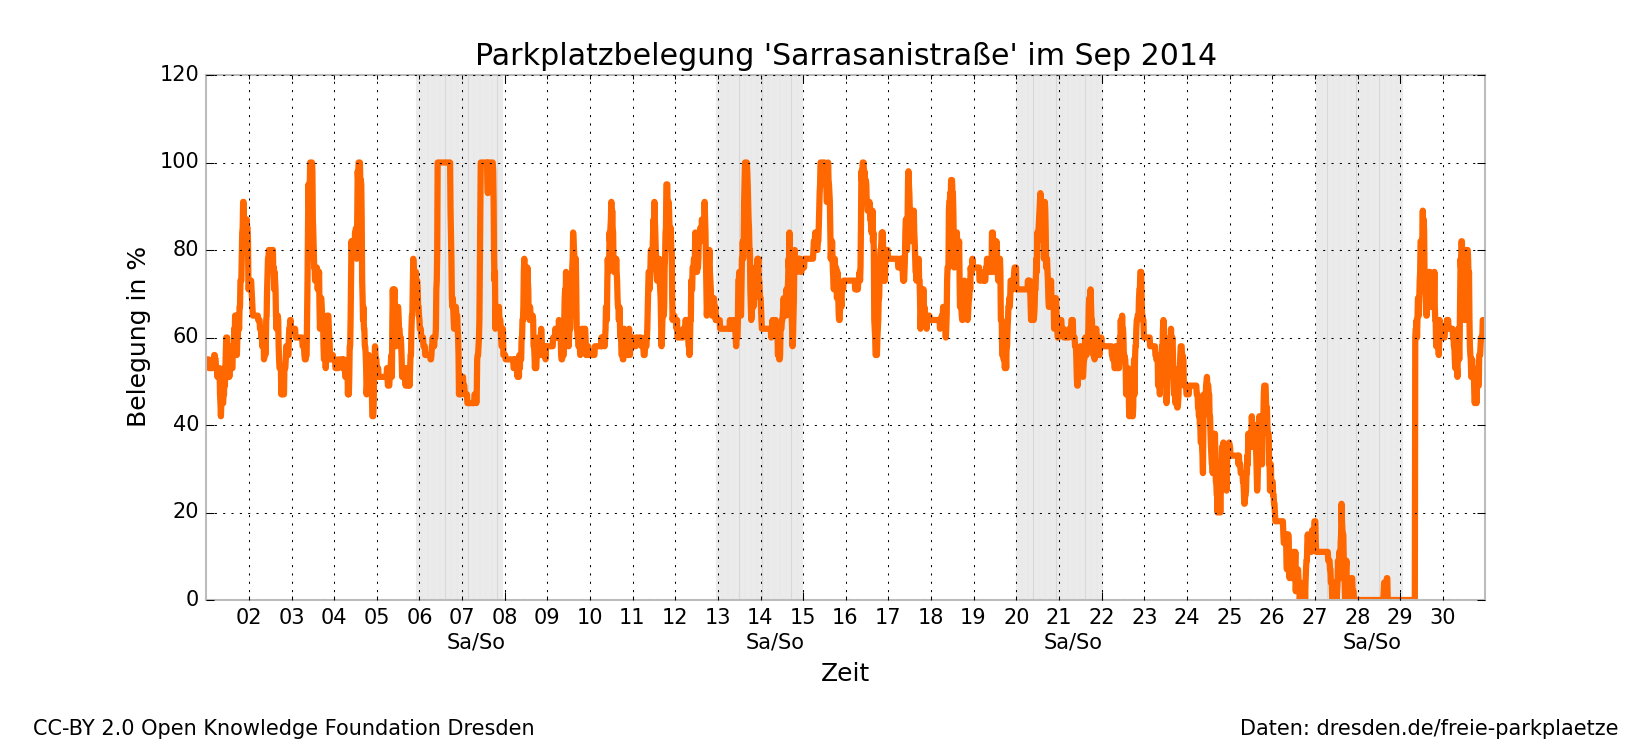 Parkplatzbelegung 'Sarrasanistraße' im Sep 2014
Belegung in %
120
100
80
60
40
20
0
02 03 04 05 06 07 08 09 10 11 12 13 14 15 16 17 18 19 20 21 22 23 24 25 26 27 28 29 30
Sa/So Sa/So Sa/So Sa/So
Zeit
CC-BY 2.0 Open Knowledge Foundation Dresden
Daten: dresden.de/freie-parkplaetze